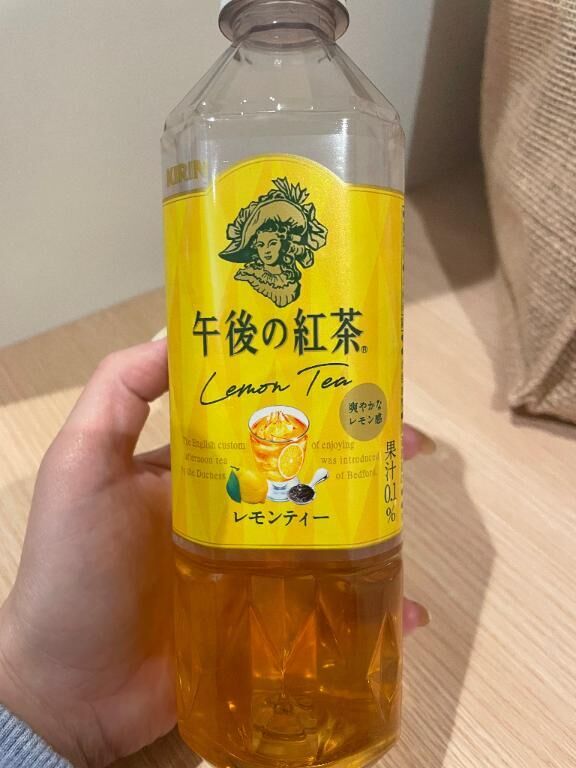 KIRIN
午後の紅茶®
Lemon Tea
爽やかな
レモン感
The English custom of enjoying
afternoon tea was introduced
by the Duchess of Bedford.
果汁0.1%
レモンティー